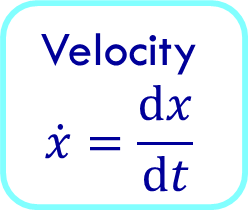 Velocity
ẋ = dx/dt